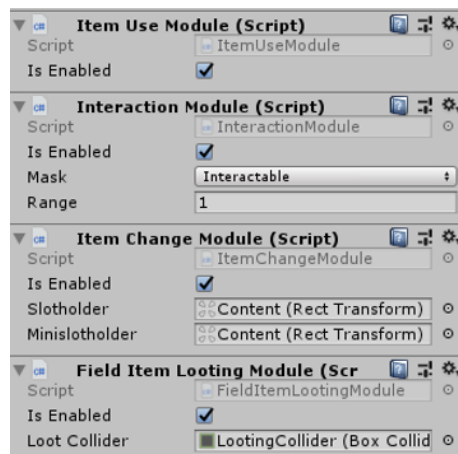 Item Use Module (Script)
Script ItemUseModule
Is Enabled
Interaction Module (Script)
Script InteractionModule
Is Enabled
Mask Interactable
Range 1
Item Change Module (Script)
Script ItemChangeModule
Is Enabled
Slotholder Content (Rect Transform)
Minislotholder Content (Rect Transform)
Field Item Looting Module (Scr
Script FieldItemLootingModule
Is Enabled
Loot Collider LootingCollider (Box Collid